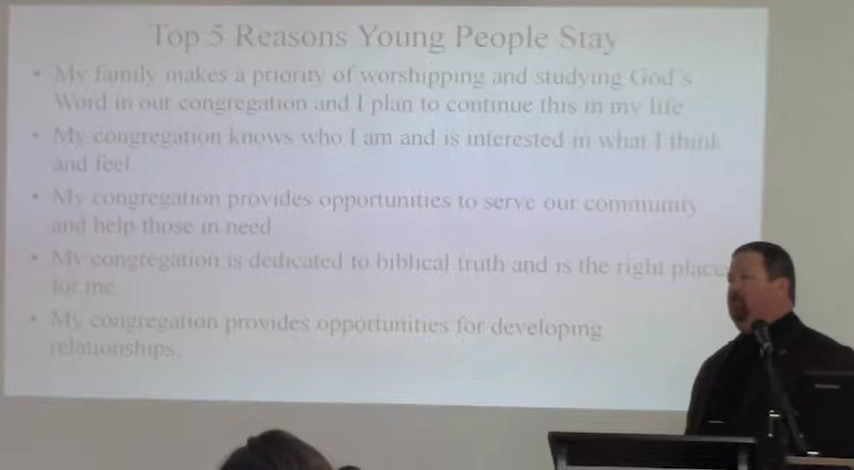 Top 5 Reasons Young People Stay
• My family makes a priority of worshipping and studying God's
Word in our congregation and I plan to continue this in my life
• My congregation knows who I am and is interested in what I think
and feel
• My congregation provides opportunities to serve our community
and help those in need
• My congregation is dedicated to biblical truth and is the right place
for me
• My congregation provides opportunities for developing
relationships.